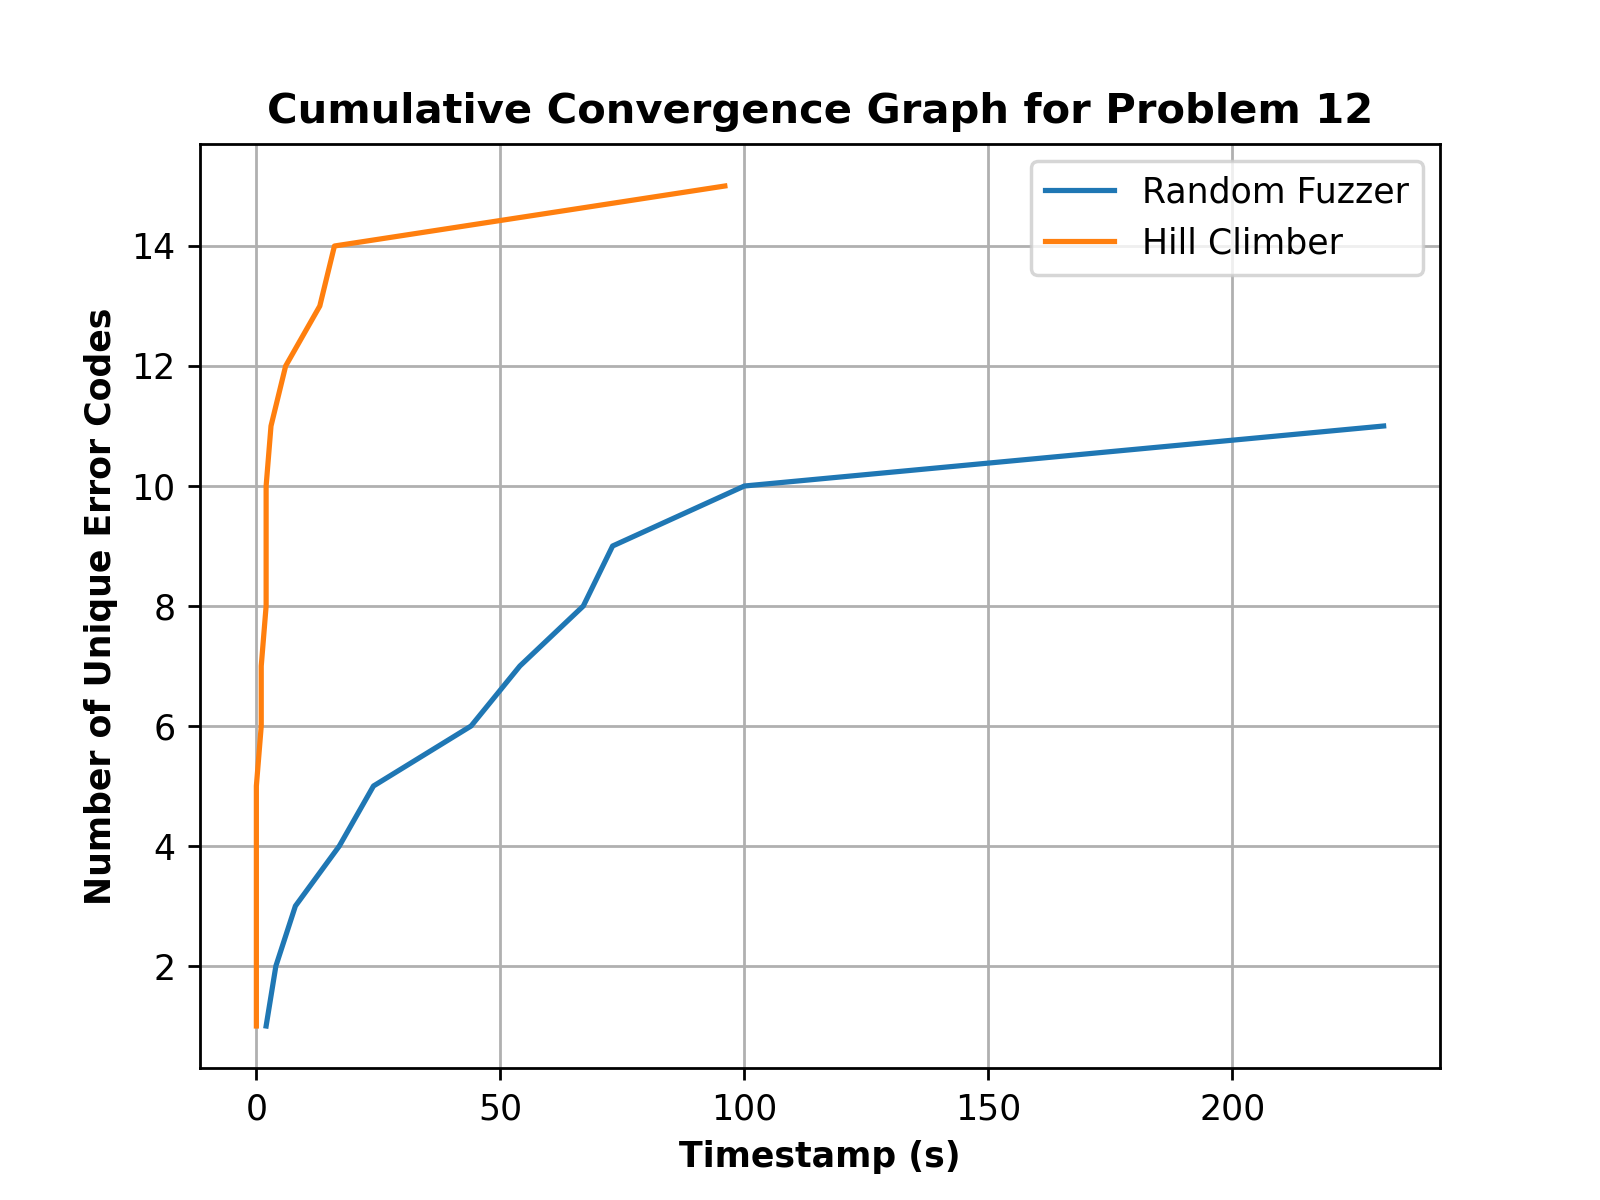 Cumulative Convergence Graph for Problem 12
Random Fuzzer
Hill Climber
Number of Unique Error Codes
14
12
10
8
6
4
2
0 50 100 150 200
Timestamp (s)